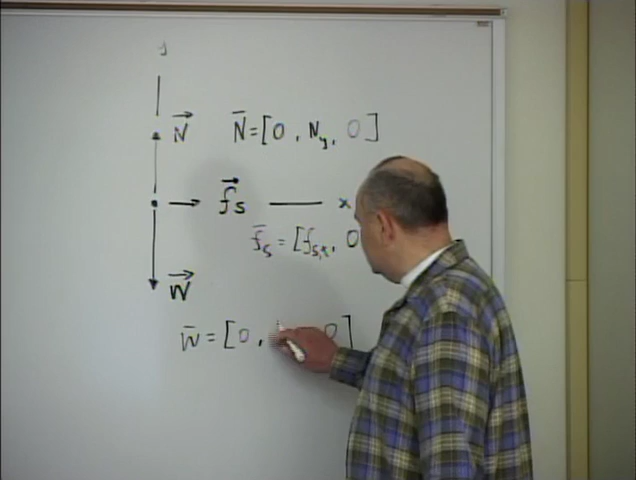 y
N⃗ N̄=[0, Ny, 0]
f⃗s x
f̄s=[fs,x, 0
W⃗
W̄=[0, 0]